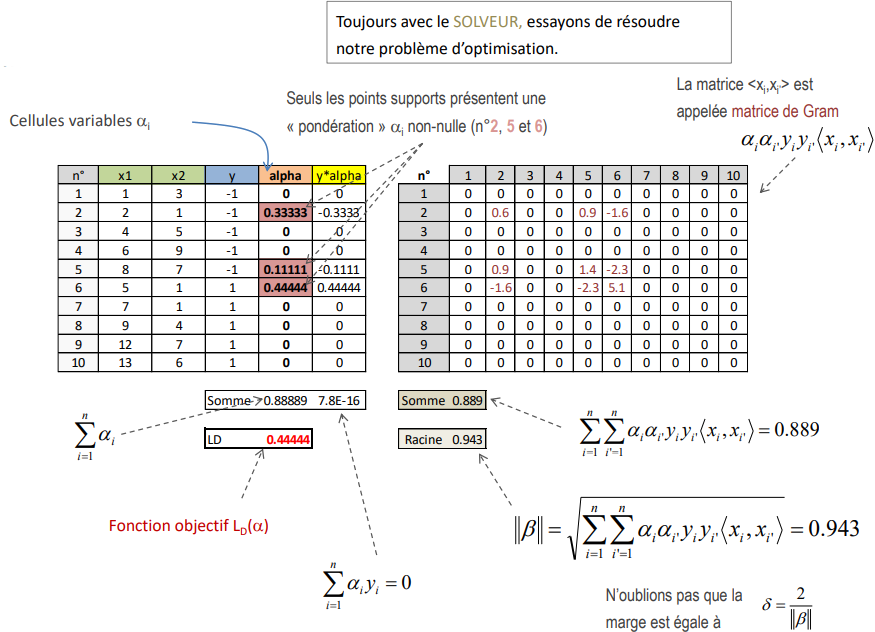 Toujours avec le SOLVEUR, essayons de résoudre
notre problème d'optimisation.
La matrice <xi,xi'> est
appelée matrice de Gram
αiαi'yiyi'⟨xi, xi'⟩
Cellules variables αi
Seuls les points supports présentent une
« pondération » αi non-nulle (n°2, 5 et 6)
n° x1 x2 y alpha y*alpha
1 1 3 -1 0 0
2 2 1 -1 0.33333 -0.3333
3 4 5 -1 0 0
4 6 9 -1 0 0
5 8 7 -1 0.11111 -0.1111
6 5 1 1 0.44444 0.44444
7 7 1 1 0 0
8 9 4 1 0 0
9 12 7 1 0 0
10 13 6 1 0 0
n° 1 2 3 4 5 6 7 8 9 10
1 0 0 0 0 0 0 0 0 0 0
2 0 0.6 0 0 0.9 -1.6 0 0 0 0
3 0 0 0 0 0 0 0 0 0 0
4 0 0 0 0 0 0 0 0 0 0
5 0 0.9 0 0 1.4 -2.3 0 0 0 0
6 0 -1.6 0 0 -2.3 5.1 0 0 0 0
7 0 0 0 0 0 0 0 0 0 0
8 0 0 0 0 0 0 0 0 0 0
9 0 0 0 0 0 0 0 0 0 0
10 0 0 0 0 0 0 0 0 0 0
Somme 0.88889 7.8E-16
LD 0.44444
Somme 0.889
Racine 0.943
n∑i=1 αi
n∑i=1 n∑i'=1 αiαi'yiyi'⟨xi, xi'⟩ = 0.889
Fonction objectif LD(α)
‖β‖ = √ n∑i=1 n∑i'=1 αiαi'yiyi'⟨xi, xi'⟩ = 0.943
n∑i=1 αiyi = 0
N'oublions pas que la
marge est égale à
δ = 2/‖β‖